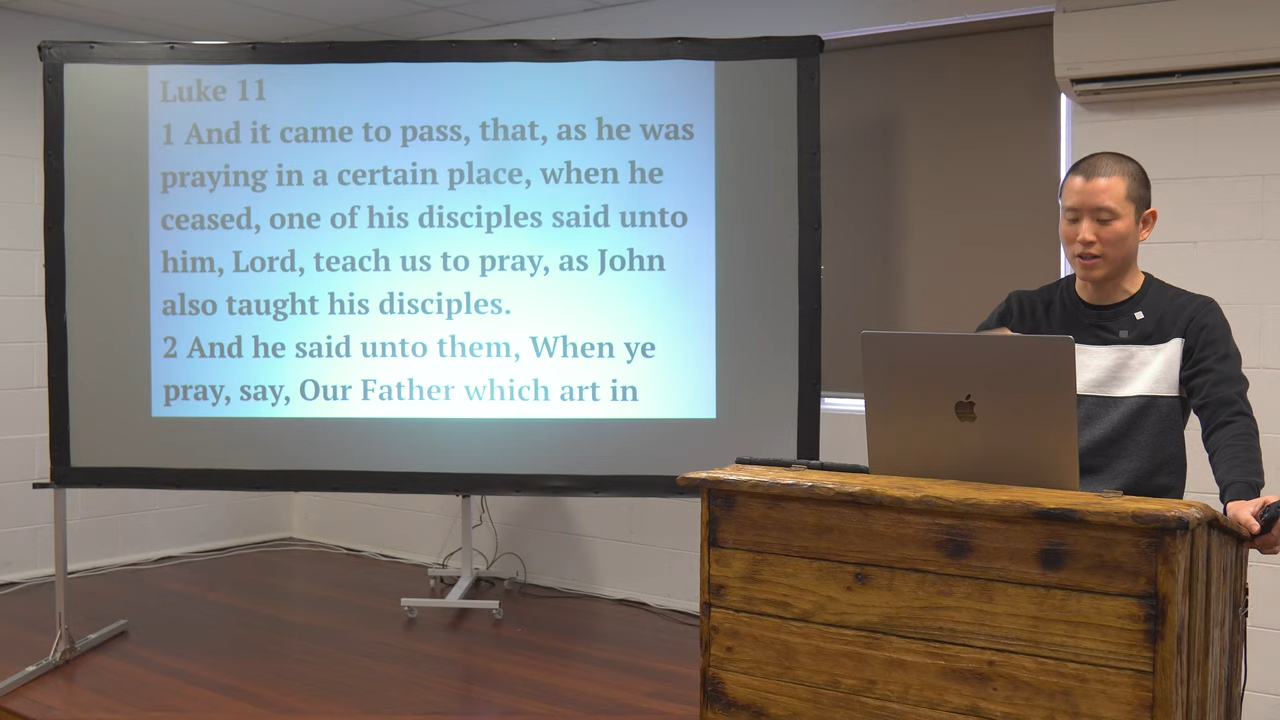 Luke 11
1 And it came to pass, that, as he was
praying in a certain place, when he
ceased, one of his disciples said unto
him, Lord, teach us to pray, as John
also taught his disciples.
2 And he said unto them, When ye
pray, say, Our Father which art in